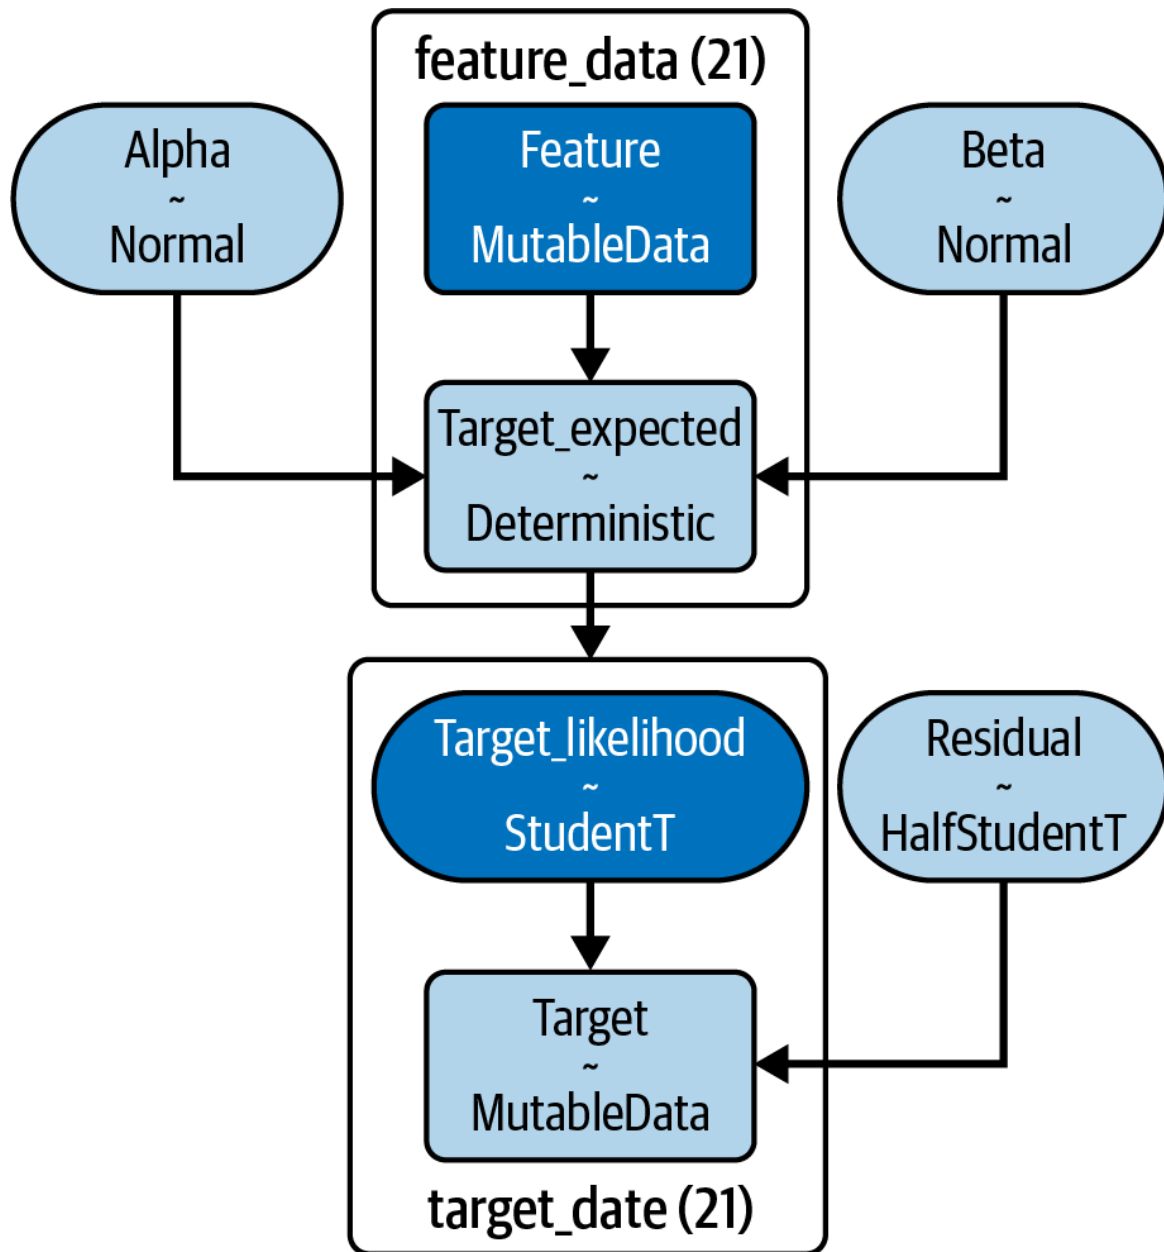 feature_data (21)
Alpha
~
Normal
Feature
~
MutableData
Beta
~
Normal
Target_expected
~
Deterministic
Target_likelihood
~
StudentT
Residual
~
HalfStudentT
Target
~
MutableData
target_date (21)